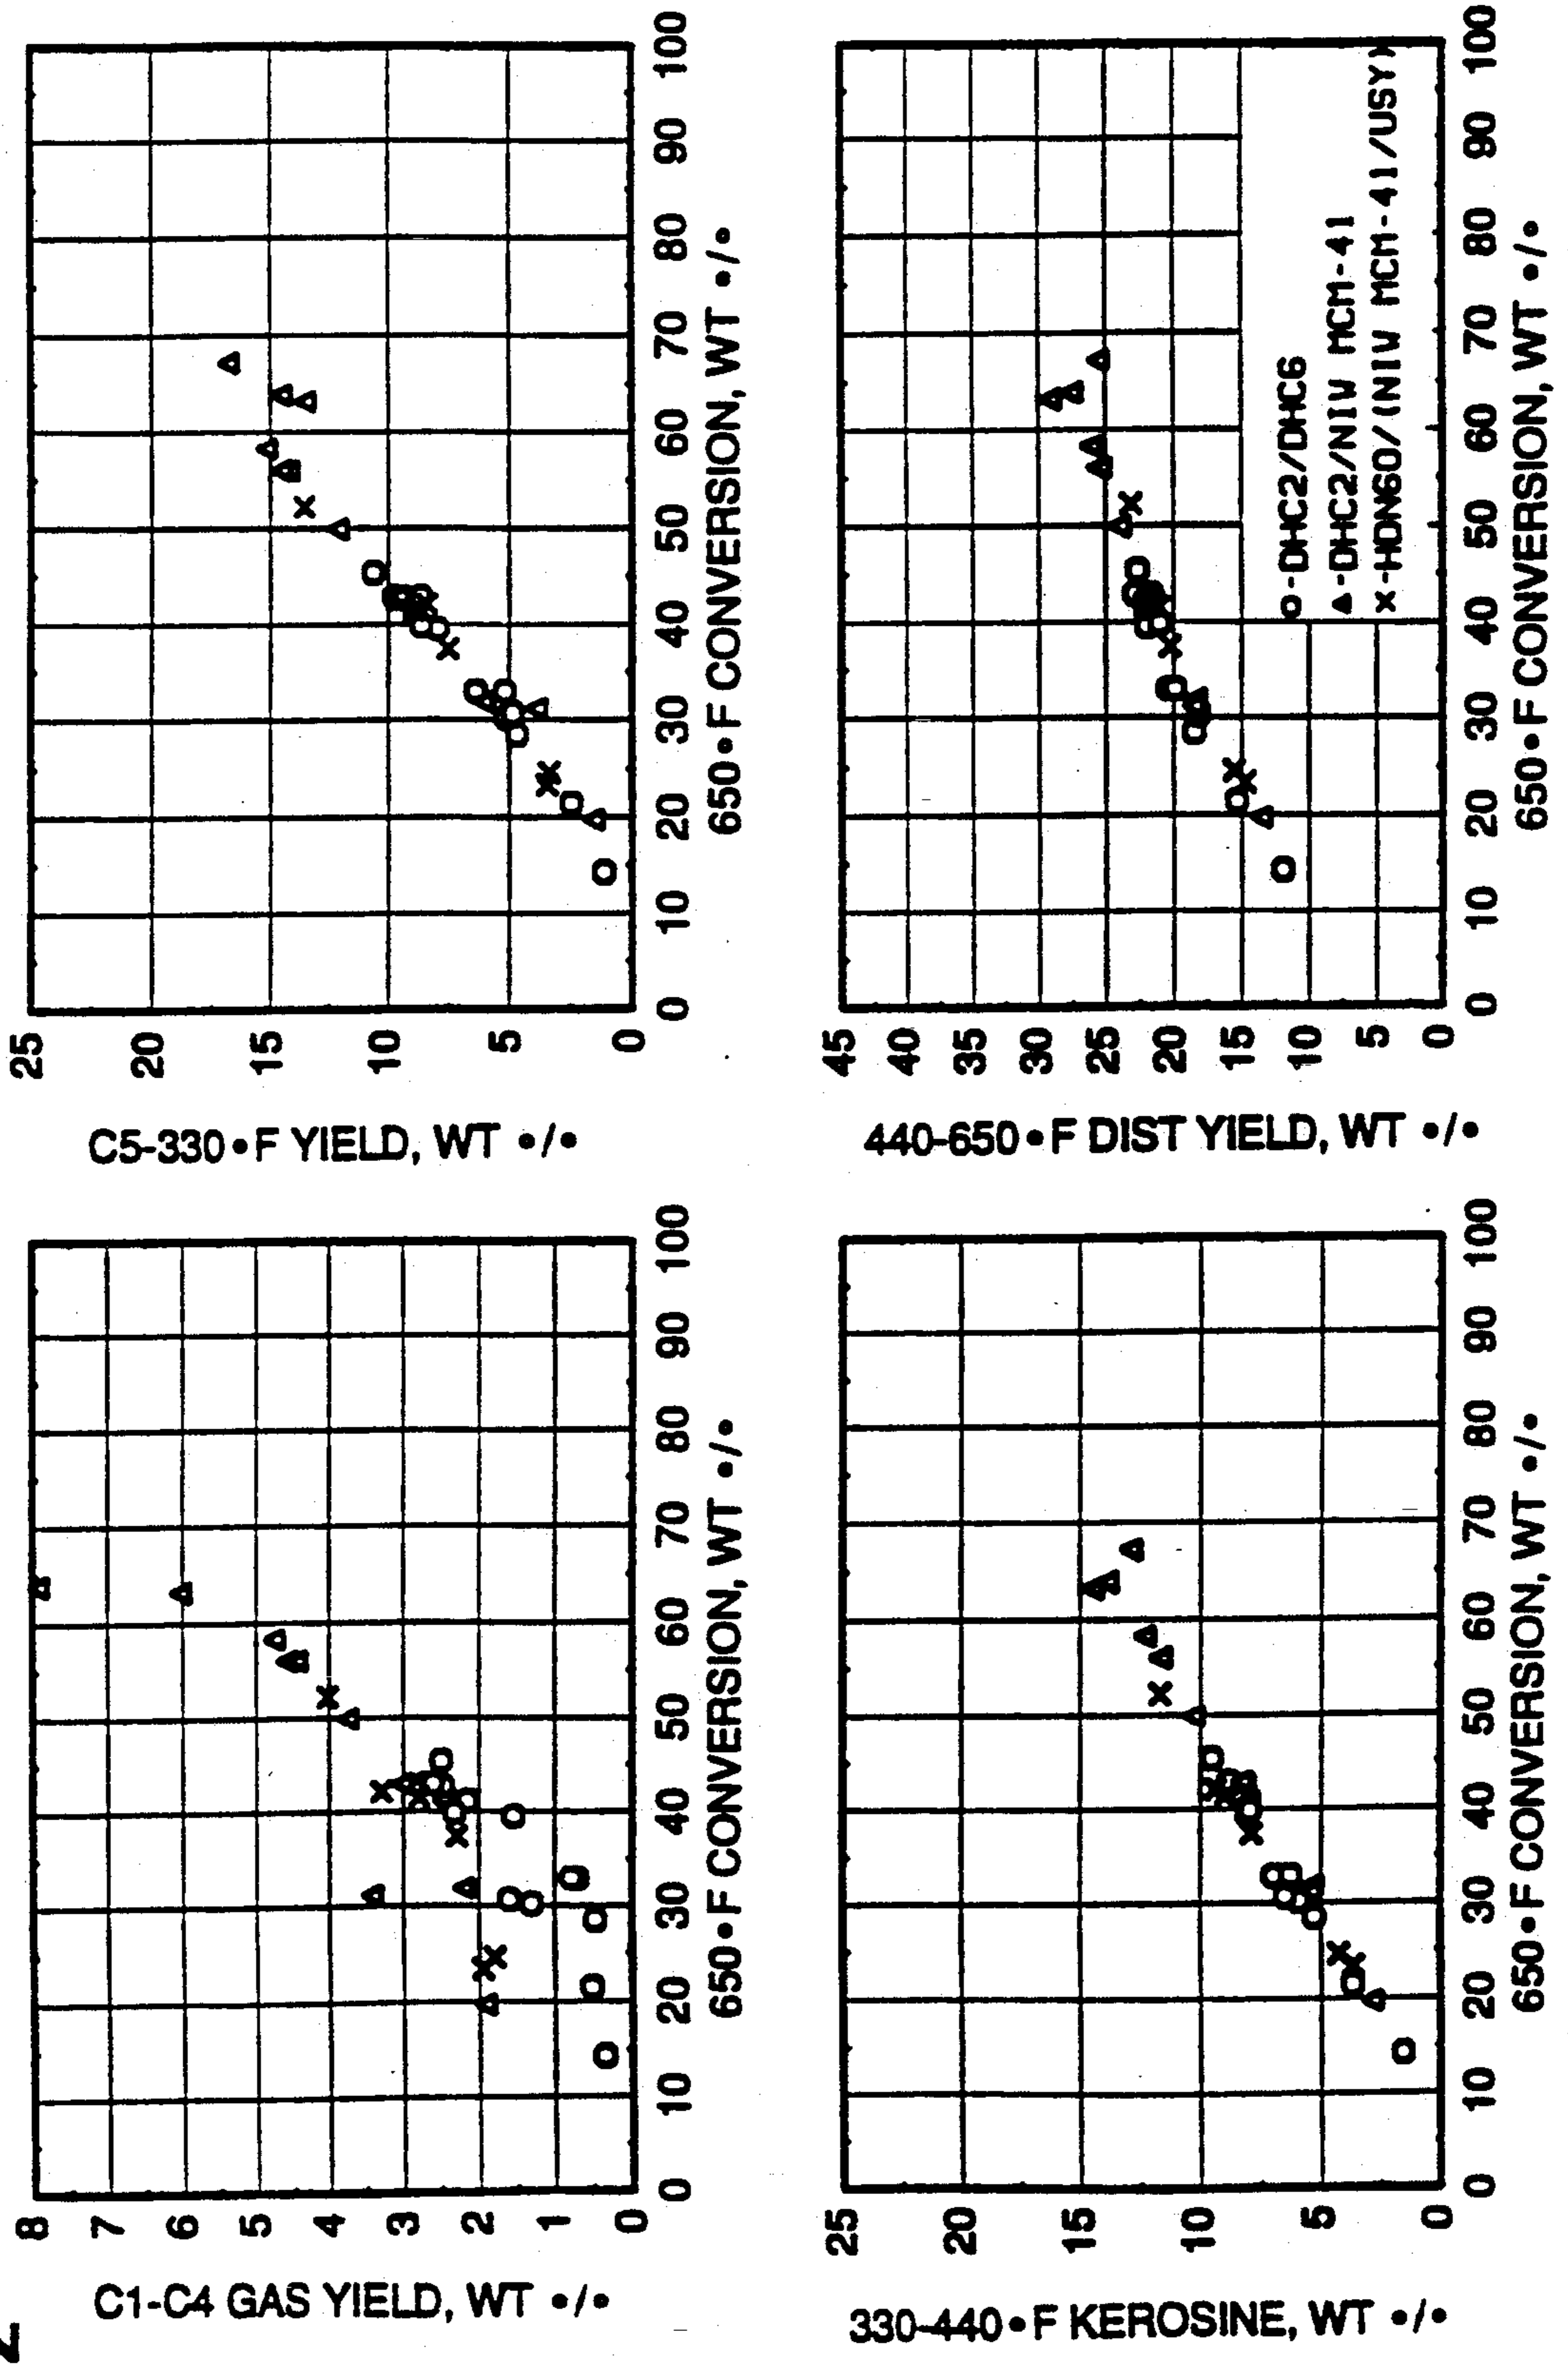 C1-C4 GAS YIELD, WT •/•
8
7
6
5
4
3
2
1
0
0 10 20 30 40 50 60 70 80 90 100
650•F CONVERSION, WT •/•
C5-330•F YIELD, WT •/•
25
20
15
10
5
0
0 10 20 30 40 50 60 70 80 90 100
650•F CONVERSION, WT •/•
330-440•F KEROSINE, WT •/•
25
20
15
10
5
0
0 10 20 30 40 50 60 70 80 90 100
650•F CONVERSION, WT •/•
440-650•F DIST YIELD, WT •/•
45
40
35
30
25
20
15
10
5
0
O-DHC2/DHC6
▲-DHC2/NIW MCM-41
X-HDN60/(NIW MCM-41/USY)
0 10 20 30 40 50 60 70 80 90 100
650•F CONVERSION, WT •/•